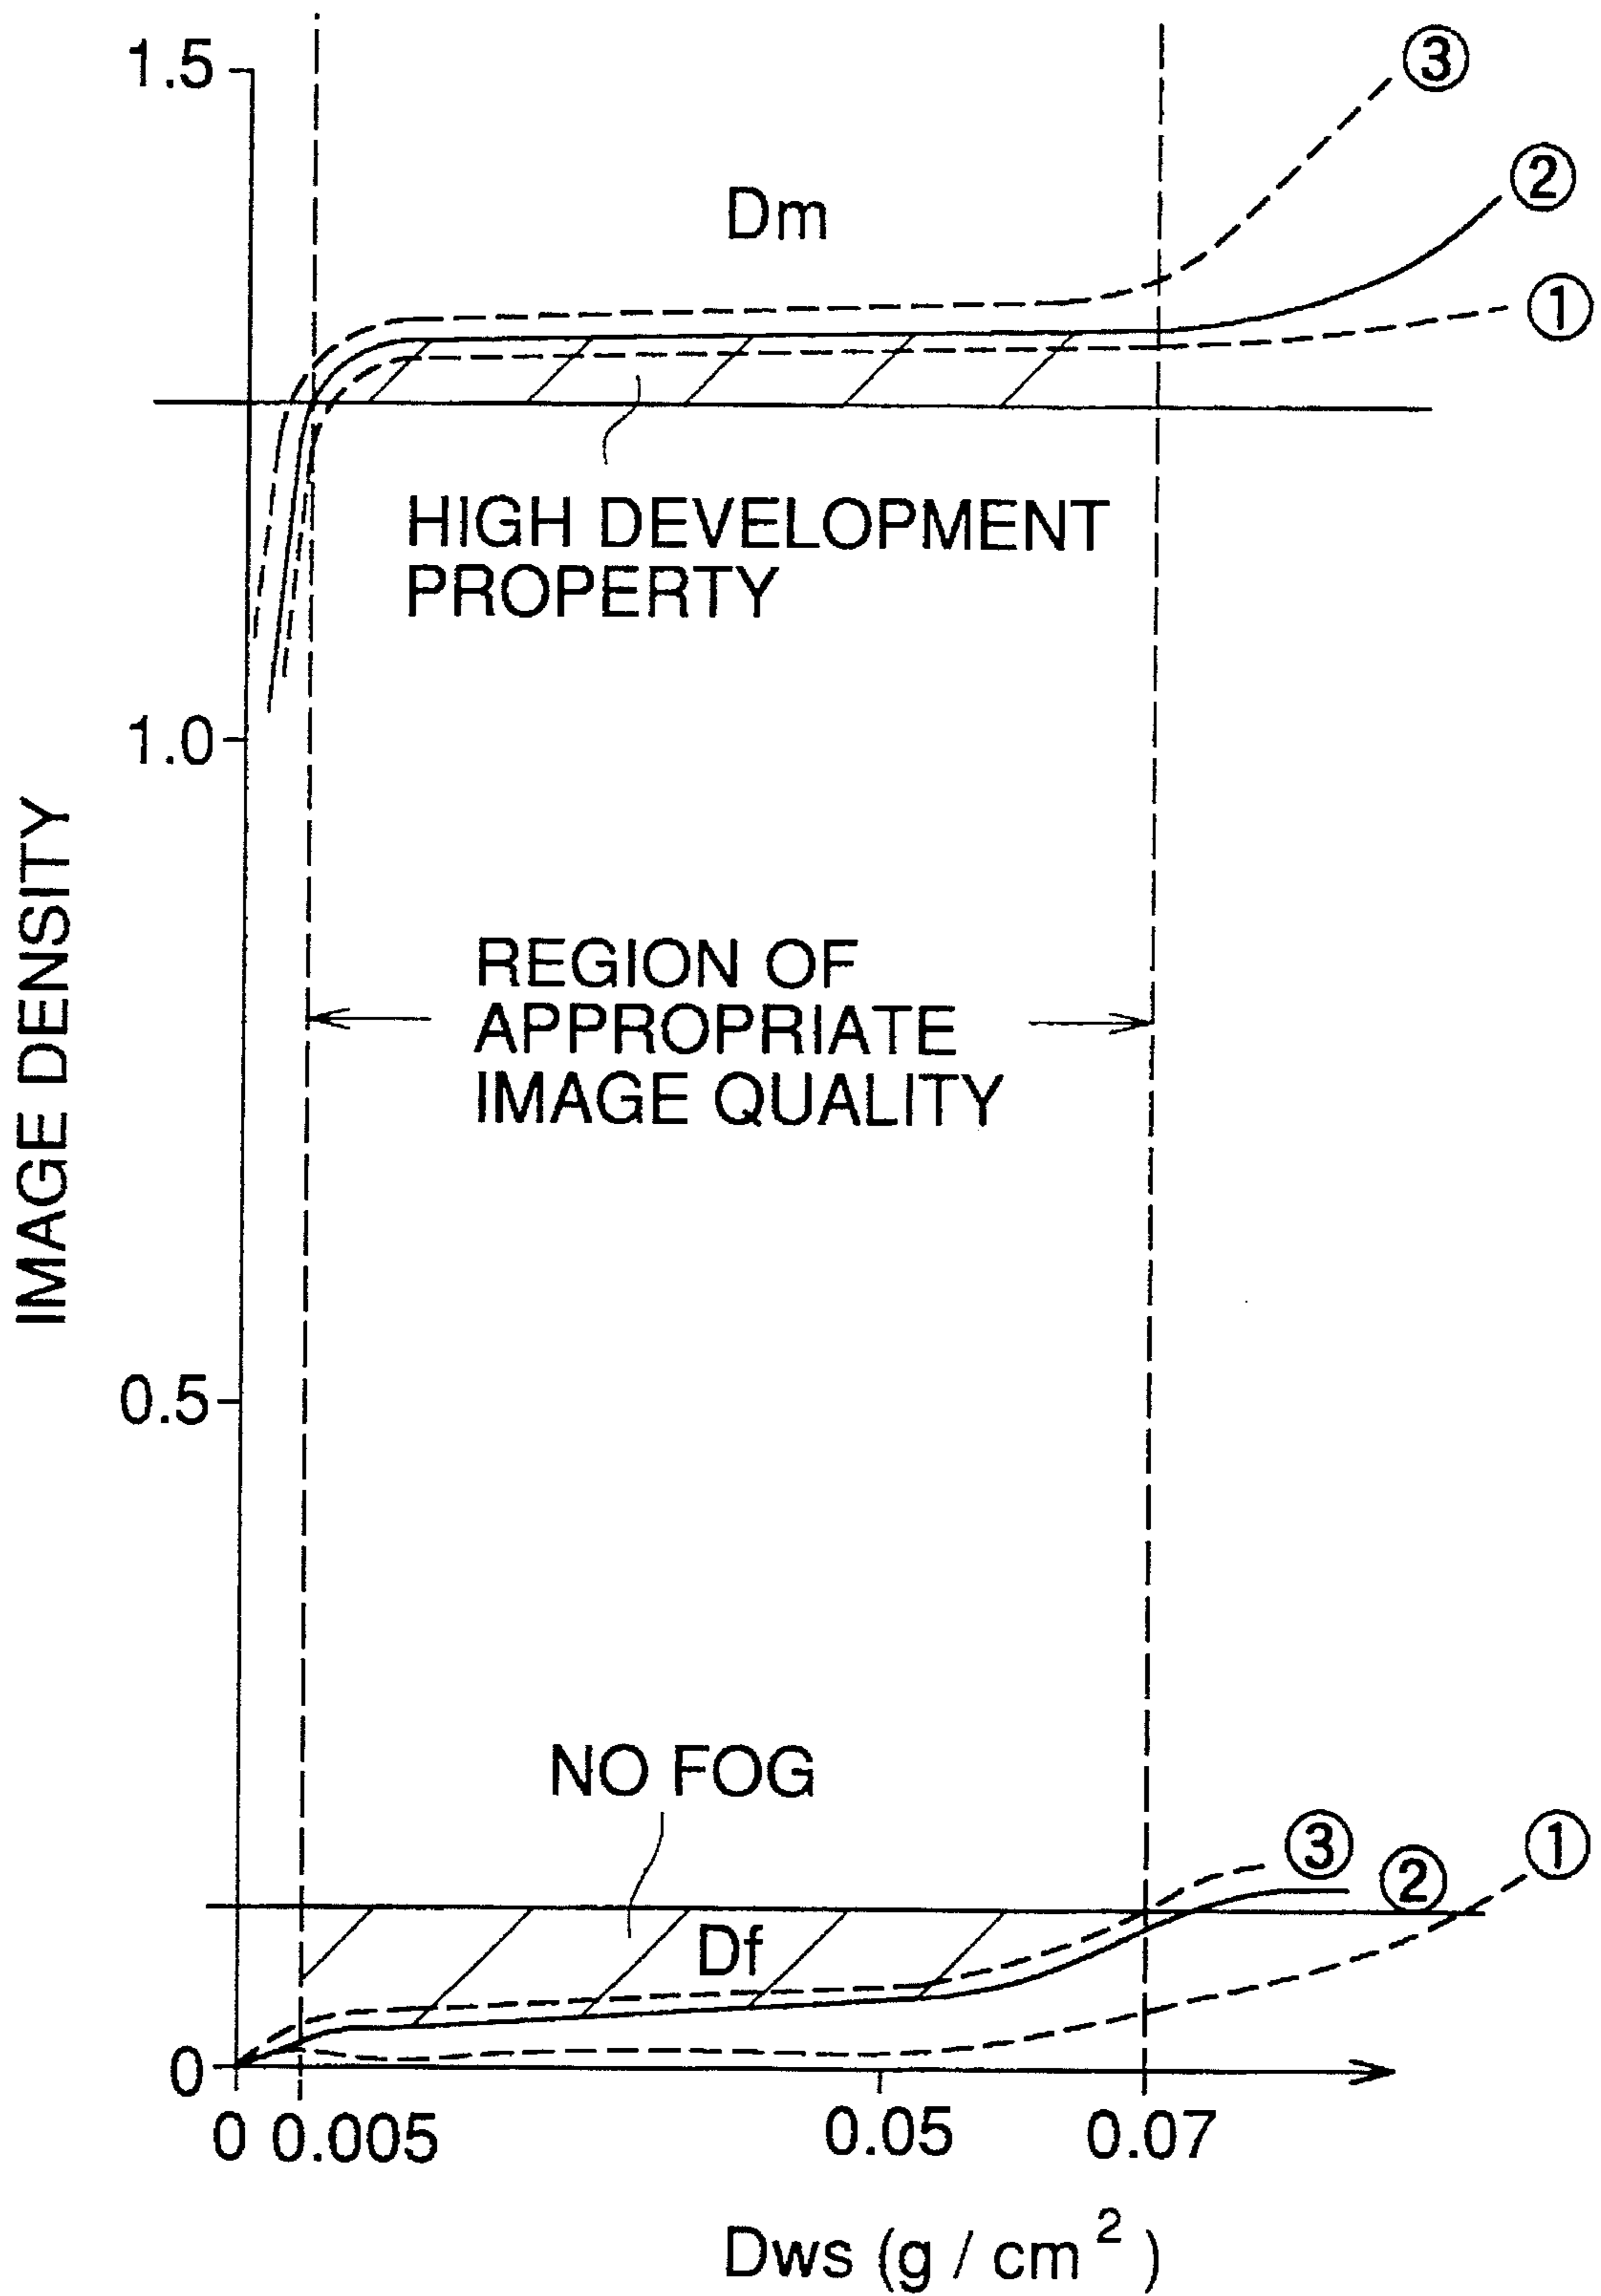 1.5
③
②
Dm
①
HIGH DEVELOPMENT
PROPERTY
1.0
IMAGE DENSITY
REGION OF
APPROPRIATE
IMAGE QUALITY
0.5
NO FOG
③
②
①
Df
0
0 0.005 0.05 0.07
Dws (g / cm²)